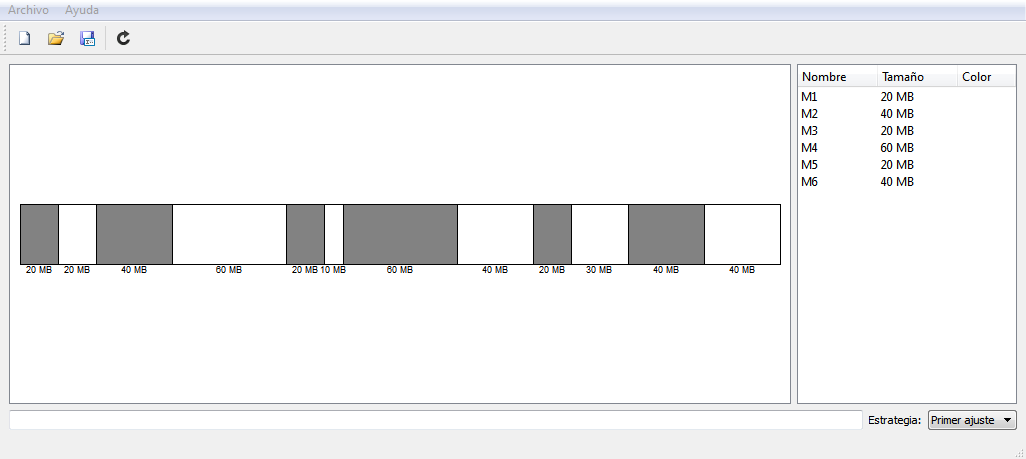 Archivo Ayuda
Nombre Tamaño Color
M1 20 MB
M2 40 MB
M3 20 MB
M4 60 MB
M5 20 MB
M6 40 MB
20 MB 20 MB 40 MB 60 MB 20 MB 10 MB 60 MB 40 MB 20 MB 30 MB 40 MB 40 MB
Estrategia: Primer ajuste